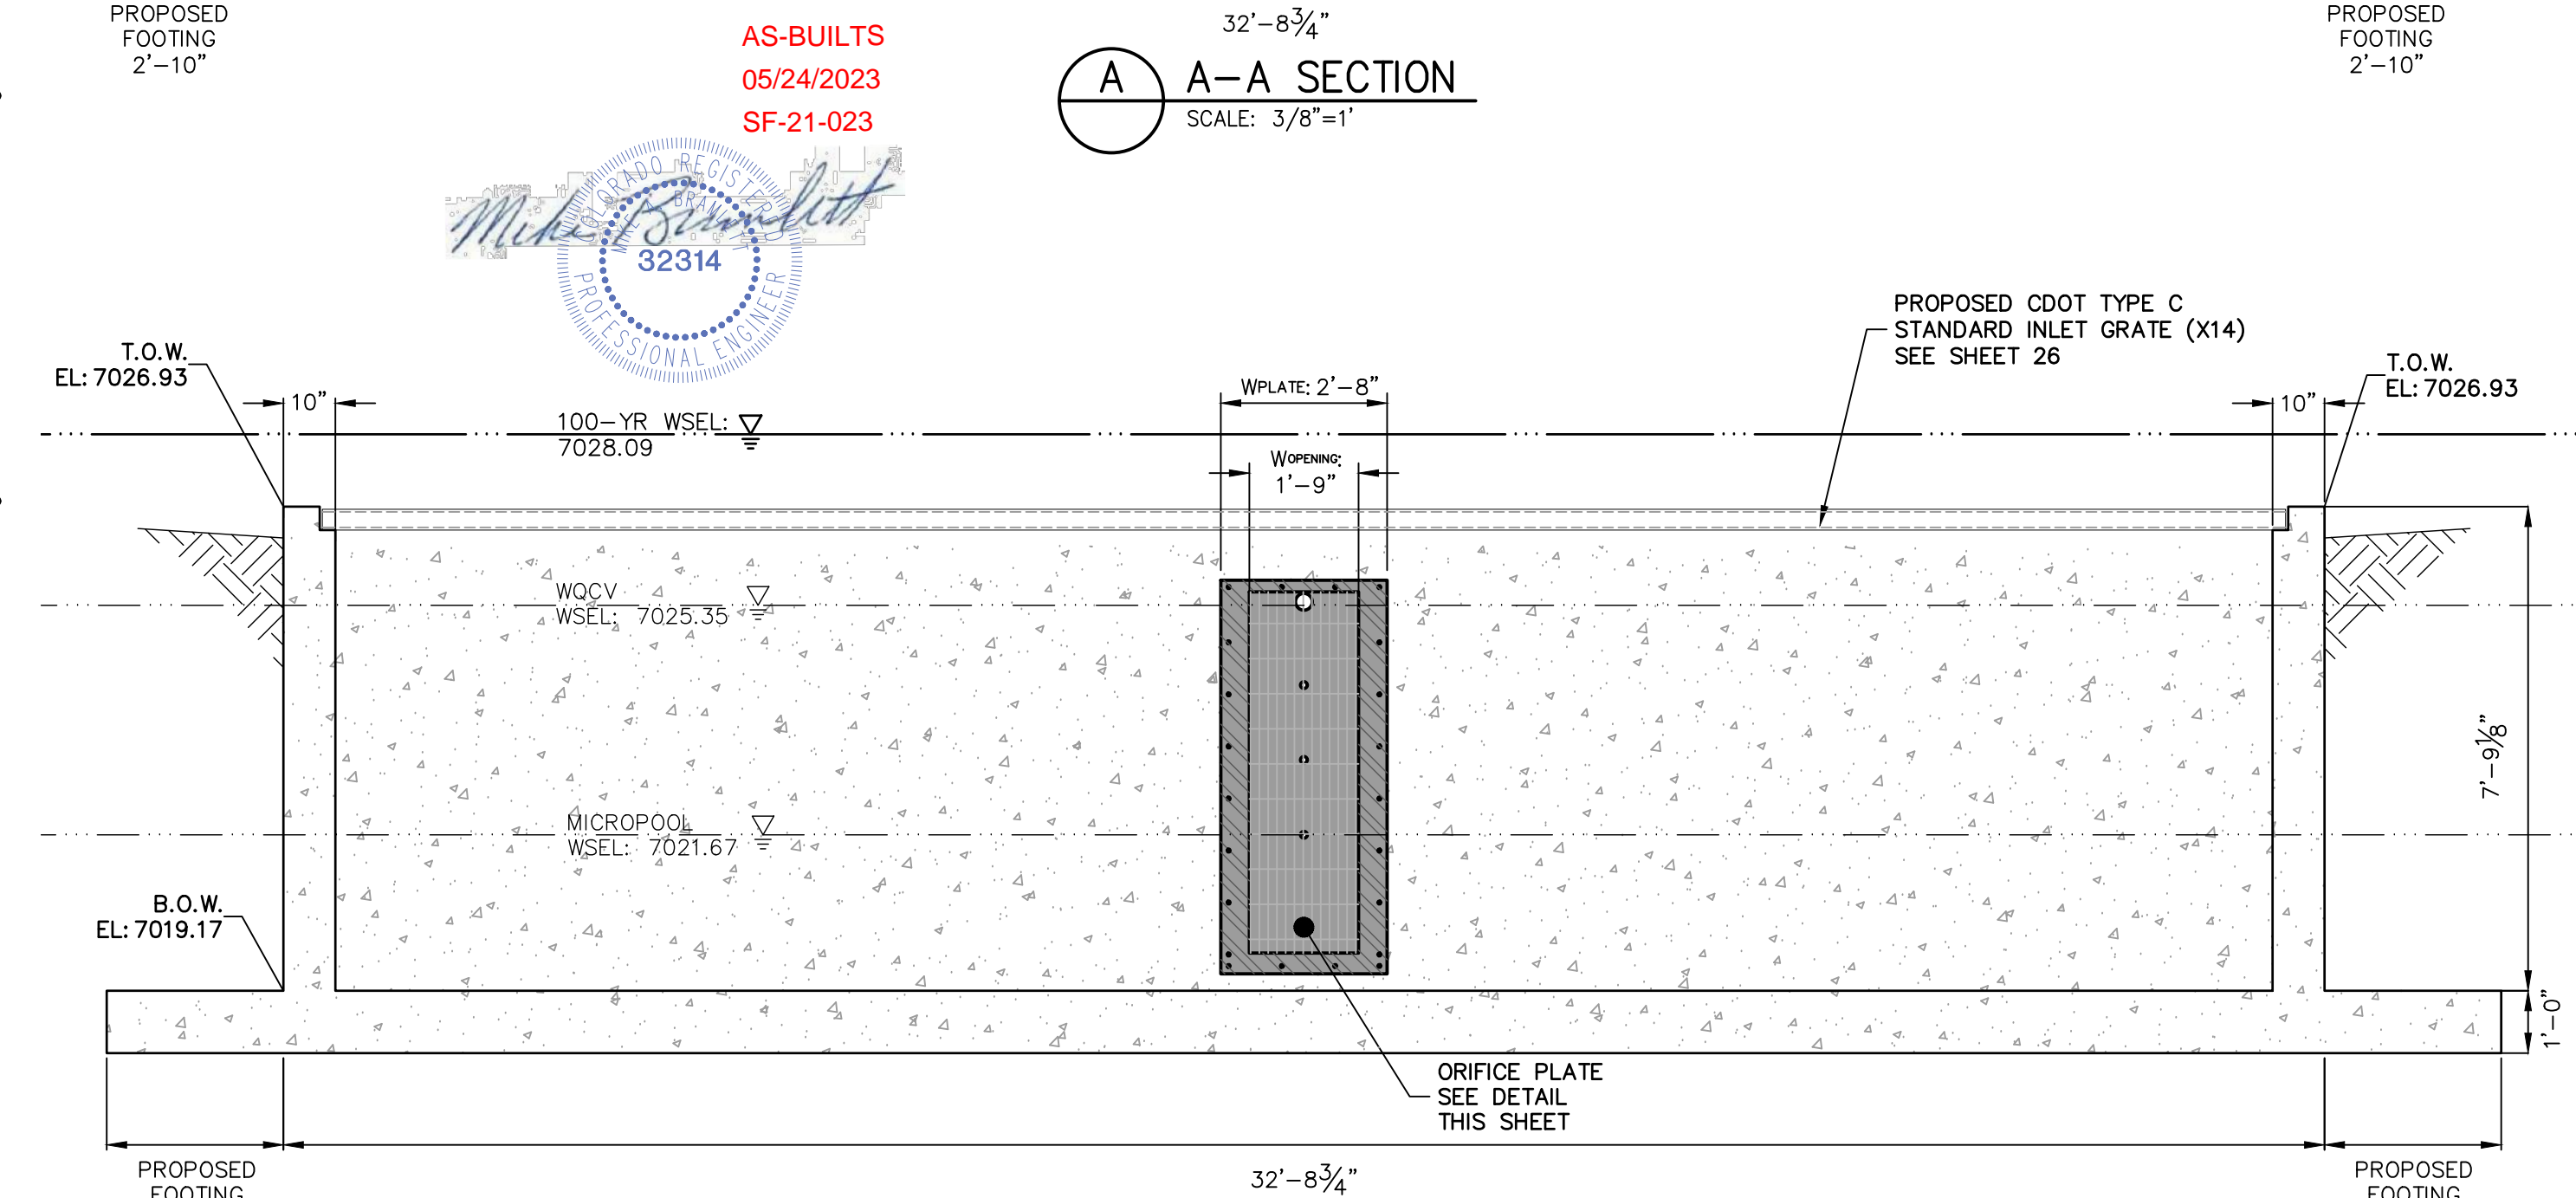 PROPOSED
FOOTING
2'-10"
AS-BUILTS
05/24/2023
SF-21-023
32'-8¾"
A
A-A SECTION
SCALE: 3/8"=1'
PROPOSED
FOOTING
2'-10"
Mike Bramlett
COLORADO REGISTERED
32314
PROFESSIONAL ENGINEER
PROPOSED CDOT TYPE C
STANDARD INLET GRATE (X14)
SEE SHEET 26
T.O.W.
EL: 7026.93
10"
100-YR WSEL:
7028.09
WPLATE: 2'-8"
WOPENING:
1'-9"
10"
T.O.W.
EL: 7026.93
WQCV
WSEL: 7025.35
MICROPOOL
WSEL: 7021.67
7'-9⅛"
B.O.W.
EL: 7019.17
1'-0"
ORIFICE PLATE
SEE DETAIL
THIS SHEET
PROPOSED
FOOTING
32'-8¾"
PROPOSED
FOOTING